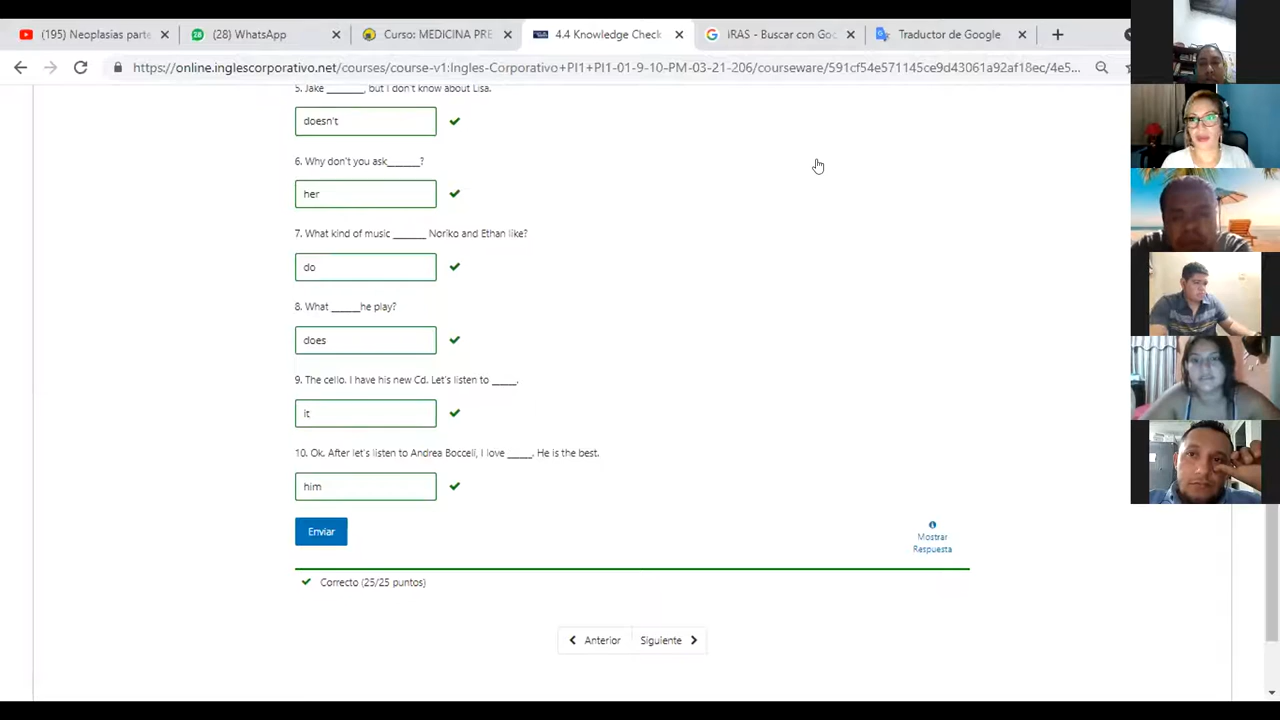 (195) Neoplasias parte
(28) WhatsApp
Curso: MEDICINA PRE
4.4 Knowledge Check
iRAS - Buscar con Goo
Traductor de Google
https://online.inglescorporativo.net/courses/course-v1:Ingles-Corporativo+PI1+PI1-01-9-10-PM-03-21-206/courseware/591cf54e571145ce9d43061a92af18ec/4e5...
5. Jake _______, but I don't know about Lisa.
doesn't
6. Why don't you ask______?
her
7. What kind of music ______ Noriko and Ethan like?
do
8. What _____he play?
does
9. The cello. I have his new Cd. Let's listen to _____.
it
10. Ok. After let's listen to Andrea Boccelí, I love _____. He is the best.
him
Enviar
Mostrar
Respuesta
Correcto (25/25 puntos)
Anterior
Siguiente